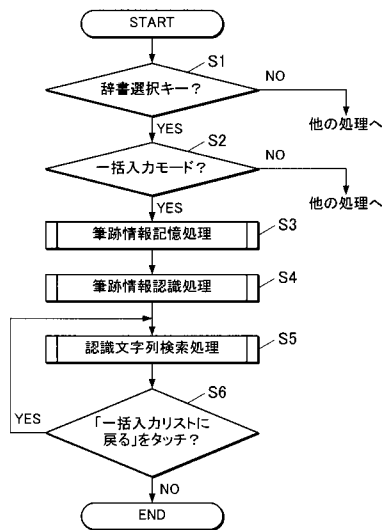 START
S1
辞書選択キー?
NO
他の処理へ
YES
S2
一括入力モード?
NO
他の処理へ
YES
筆跡情報記憶処理
S3
筆跡情報認識処理
S4
認識文字列検索処理
S5
S6
YES
「一括入力リストに
戻る」をタッチ?
NO
END